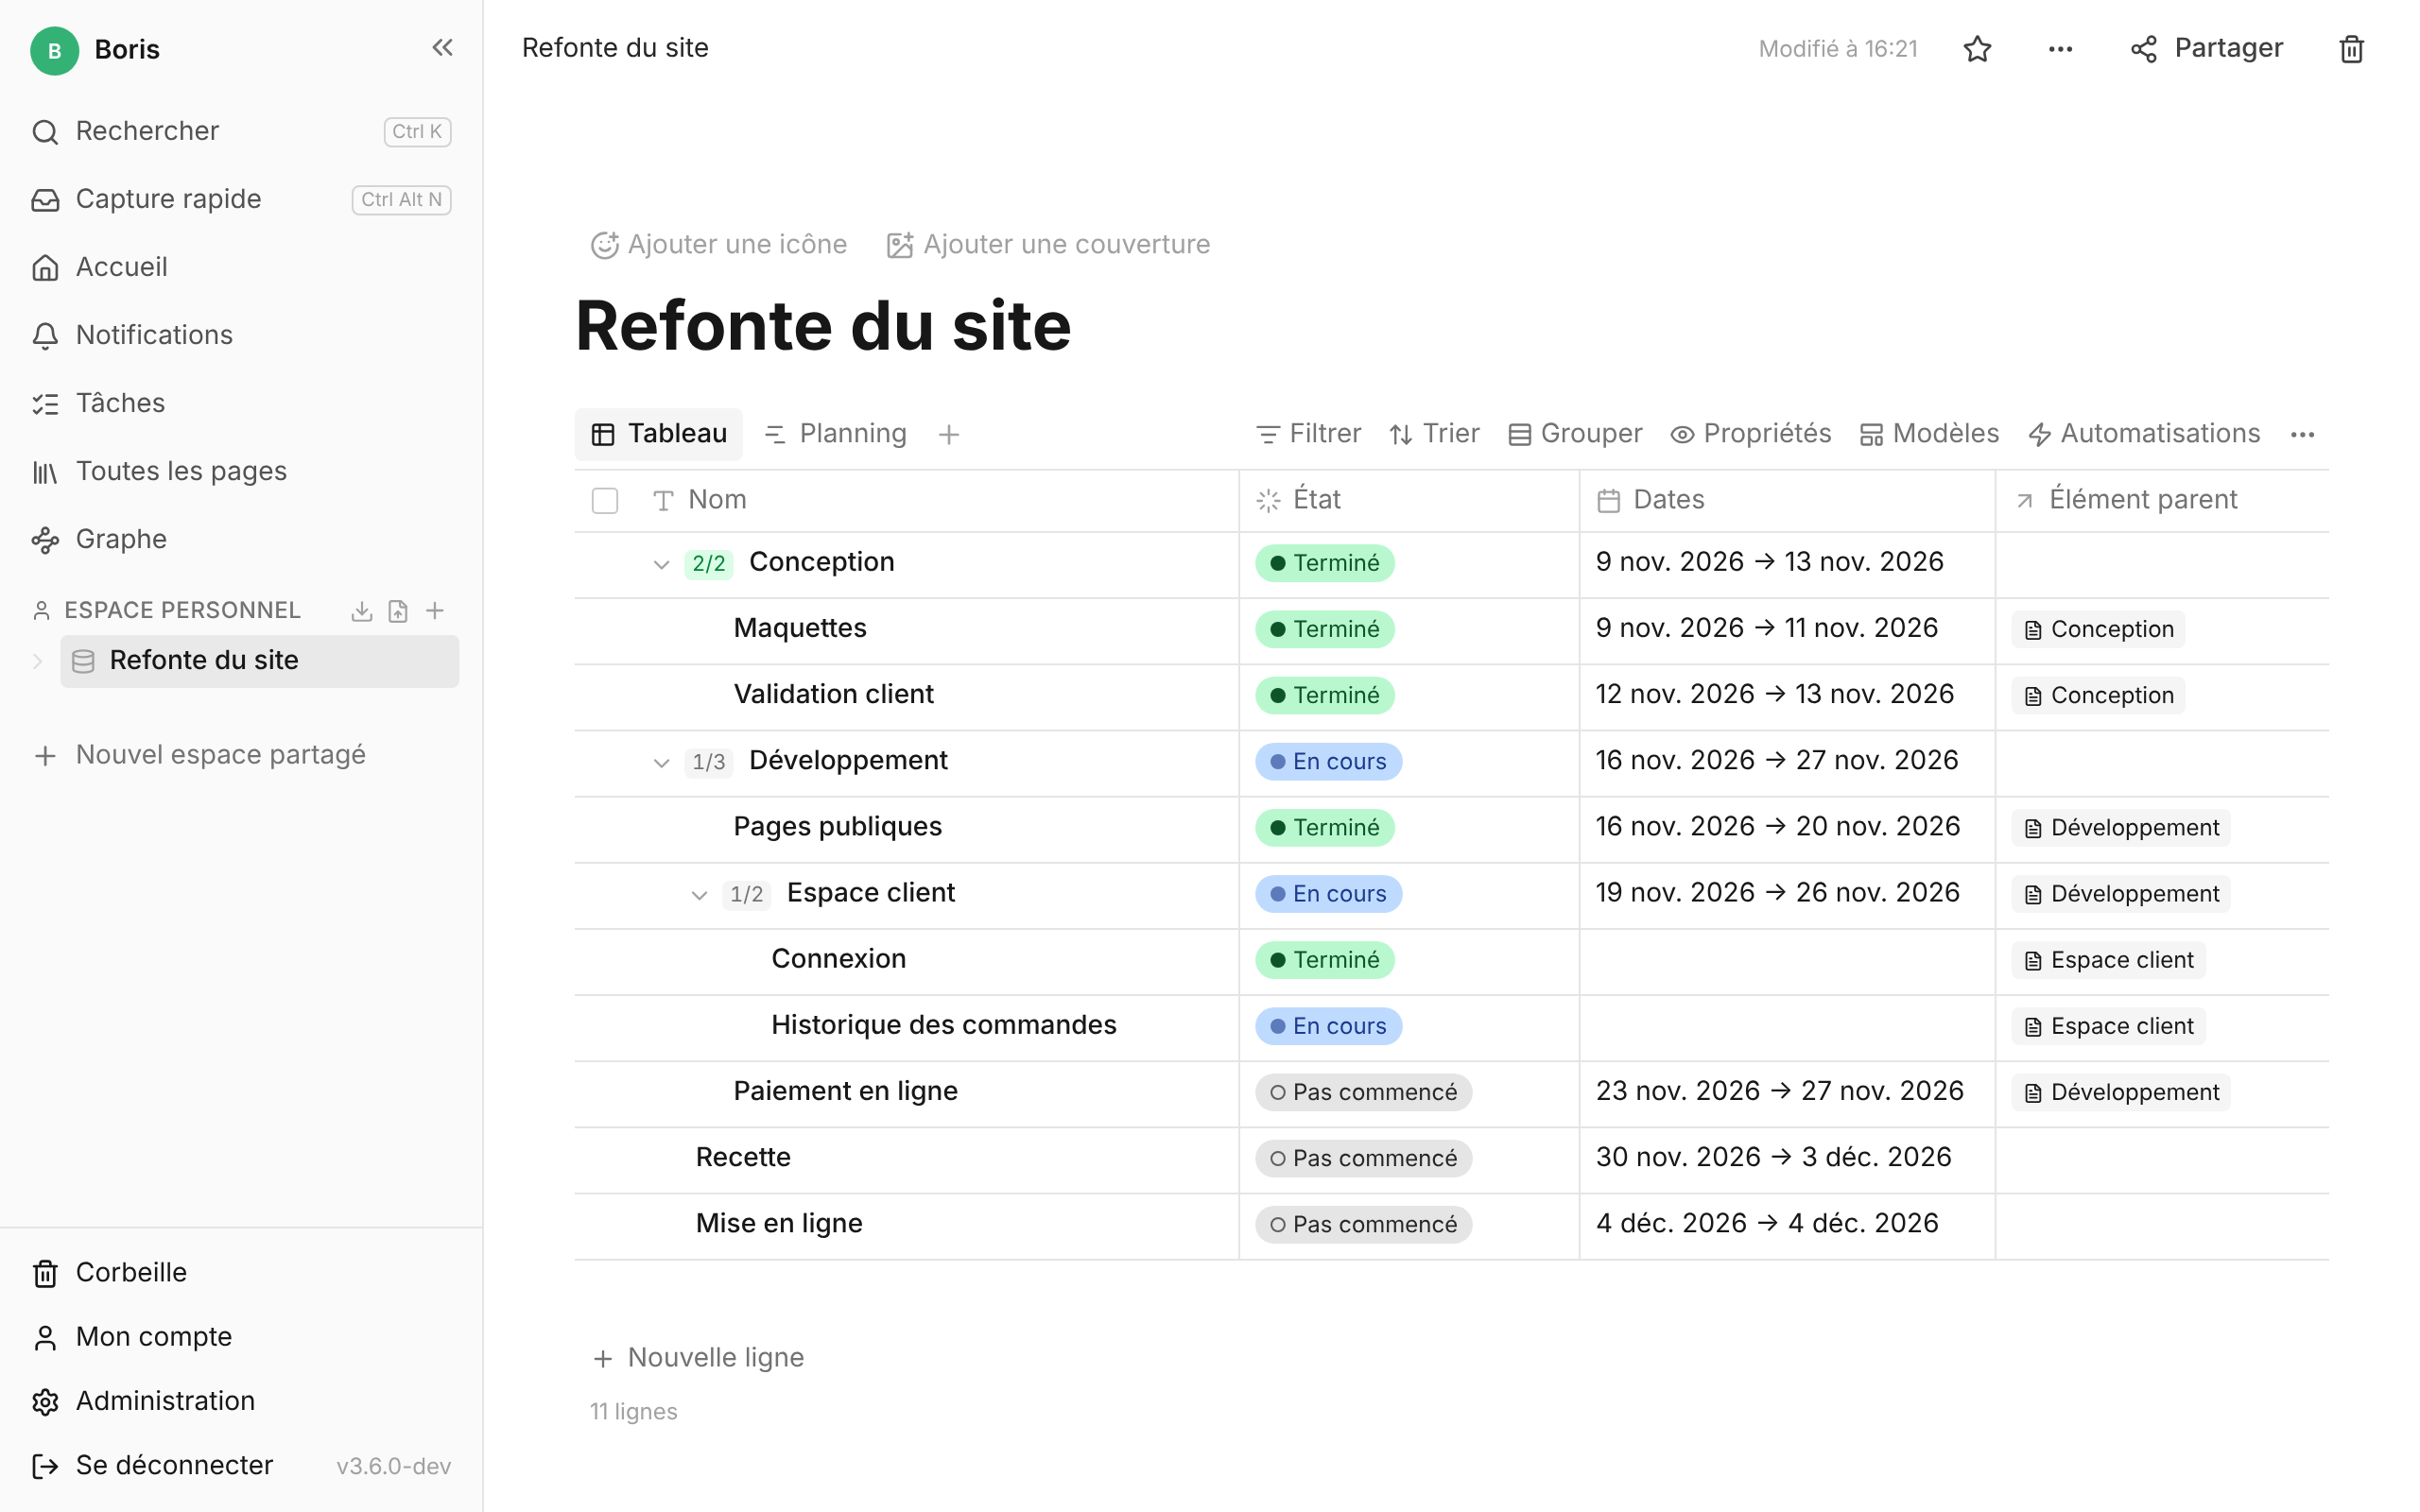 B Boris
Rechercher Ctrl K
Capture rapide Ctrl Alt N
Accueil
Notifications
Tâches
Toutes les pages
Graphe
ESPACE PERSONNEL
Refonte du site
Nouvel espace partagé
Corbeille
Mon compte
Administration
Se déconnecter v3.6.0-dev
Refonte du site Modifié à 16:21 Partager
Ajouter une icône Ajouter une couverture
Refonte du site
Tableau Planning Filtrer Trier Grouper Propriétés Modèles Automatisations
Nom État Dates Élément parent
2/2 Conception Terminé 9 nov. 2026 → 13 nov. 2026
Maquettes Terminé 9 nov. 2026 → 11 nov. 2026 Conception
Validation client Terminé 12 nov. 2026 → 13 nov. 2026 Conception
1/3 Développement En cours 16 nov. 2026 → 27 nov. 2026
Pages publiques Terminé 16 nov. 2026 → 20 nov. 2026 Développement
1/2 Espace client En cours 19 nov. 2026 → 26 nov. 2026 Développement
Connexion Terminé Espace client
Historique des commandes En cours Espace client
Paiement en ligne Pas commencé 23 nov. 2026 → 27 nov. 2026 Développement
Recette Pas commencé 30 nov. 2026 → 3 déc. 2026
Mise en ligne Pas commencé 4 déc. 2026 → 4 déc. 2026
Nouvelle ligne
11 lignes